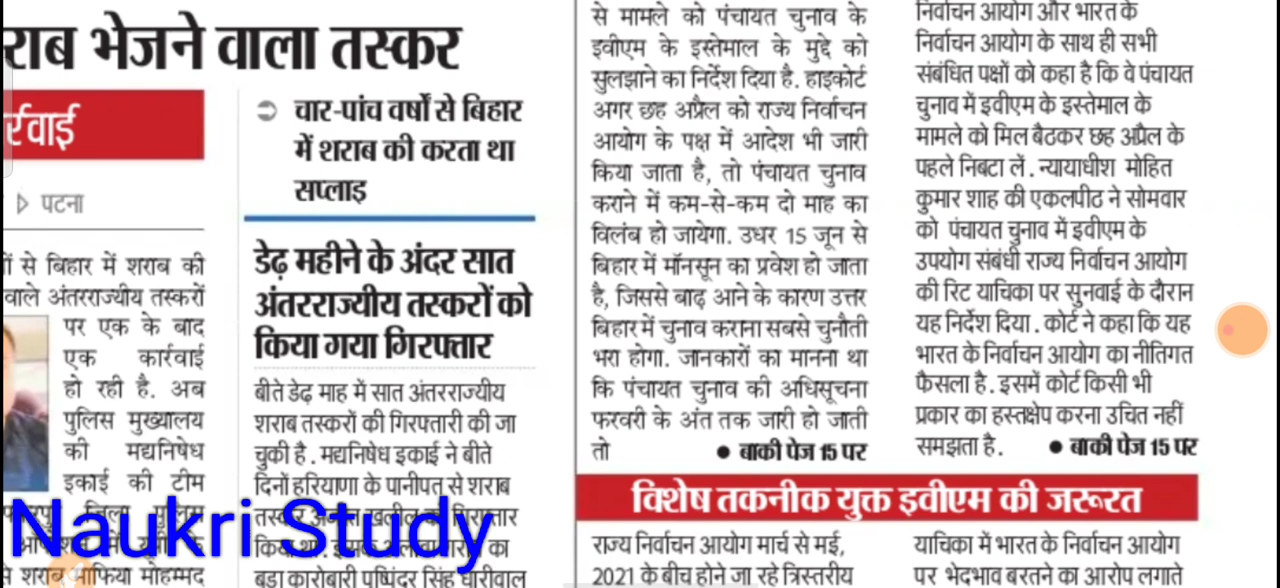 राब भेजने वाला तस्कर
र्रवाई
पटना
ों से बिहार में शराब की
वाले अंतरराज्यीय तस्करों
पर एक के बाद
एक कार्रवाई
हो रही है. अब
पुलिस मुख्यालय
की मद्यनिषेध
इकाई की टीम
जिला पुलिस
शराब माफिया मोहम्मद
चार-पांच वर्षों से बिहार
में शराब की करता था
सप्लाइ
डेढ़ महीने के अंदर सात
अंतरराज्यीय तस्करों को
किया गया गिरफ्तार
बीते डेढ़ माह में सात अंतरराज्यीय
शराब तस्करों की गिरफ्तारी की जा
चुकी है. मद्यनिषेध इकाई ने बीते
दिनों हरियाणा के पानीपत से शराब
का
बड़ा कारोबारी पुष्पिंदर सिंह धारीवाल
से मामले को पंचायत चुनाव के
इवीएम के इस्तेमाल के मुद्दे को
सुलझाने का निर्देश दिया है. हाइकोर्ट
अगर छह अप्रैल को राज्य निर्वाचन
आयोग के पक्ष में आदेश भी जारी
किया जाता है, तो पंचायत चुनाव
कराने में कम-से-कम दो माह का
विलंब हो जायेगा. उधर 15 जून से
बिहार में मॉनसून का प्रवेश हो जाता
है, जिससे बाढ़ आने के कारण उत्तर
बिहार में चुनाव कराना सबसे चुनौती
भरा होगा. जानकारों का मानना था
कि पंचायत चुनाव की अधिसूचना
फरवरी के अंत तक जारी हो जाती
तो ● बाकी पेज 15 पर
निर्वाचन आयोग और भारत के
निर्वाचन आयोग के साथ ही सभी
संबंधित पक्षों को कहा है कि वे पंचायत
चुनाव में इवीएम के इस्तेमाल के
मामले को मिल बैठकर छह अप्रैल के
पहले निबटा लें. न्यायाधीश मोहित
कुमार शाह की एकलपीठ ने सोमवार
को पंचायत चुनाव में इवीएम के
उपयोग संबंधी राज्य निर्वाचन आयोग
की रिट याचिका पर सुनवाई के दौरान
यह निर्देश दिया. कोर्ट ने कहा कि यह
भारत के निर्वाचन आयोग का नीतिगत
फैसला है. इसमें कोर्ट किसी भी
प्रकार का हस्तक्षेप करना उचित नहीं
समझता है. ● बाकी पेज 15 पर
विशेष तकनीक युक्त इवीएम की जरूरत
राज्य निर्वाचन आयोग मार्च से मई,
2021 के बीच होने जा रहे त्रिस्तरीय
याचिका में भारत के निर्वाचन आयोग
पर भेदभाव बरतने का आरोप लगाते
Naukri Study